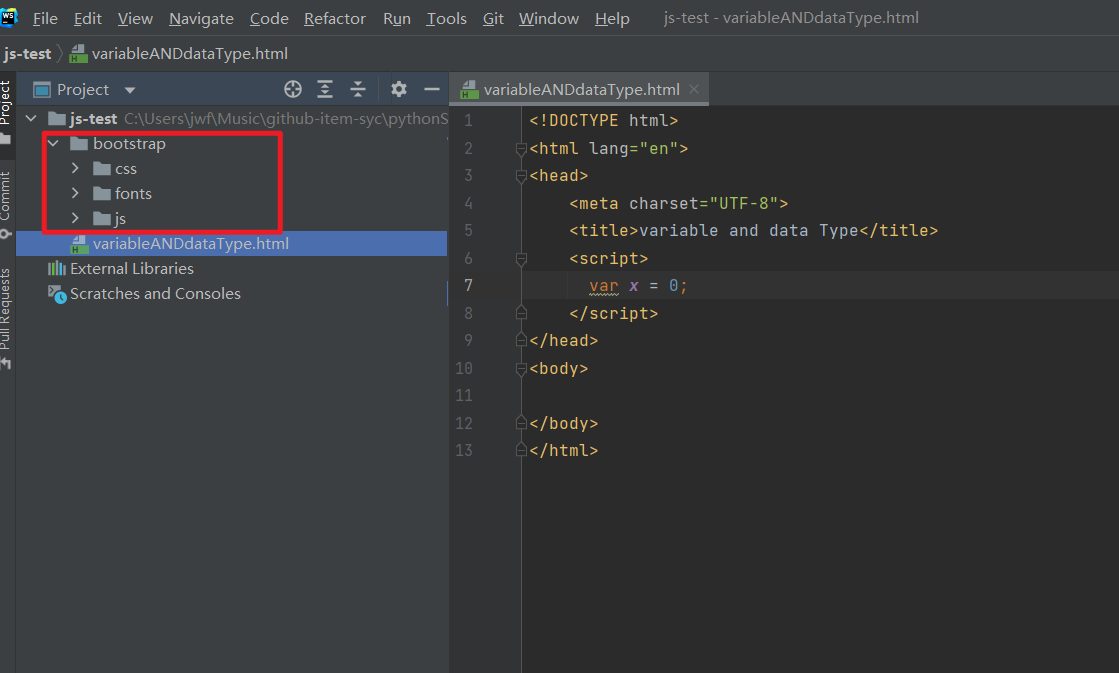 WS File Edit View Navigate Code Refactor Run Tools Git Window Help js-test - variableANDdataType.html
js-test variableANDdataType.html
Project
Commit
Pull Requests
Project
js-test C:\Users\jwf\Music\github-item-syc\pythonS
bootstrap
css
fonts
js
variableANDdataType.html
External Libraries
Scratches and Consoles
variableANDdataType.html
1 <!DOCTYPE html>
2 <html lang="en">
3 <head>
4 <meta charset="UTF-8">
5 <title>variable and data Type</title>
6 <script>
7 var x = 0;
8 </script>
9 </head>
10 <body>
11
12 </body>
13 </html>